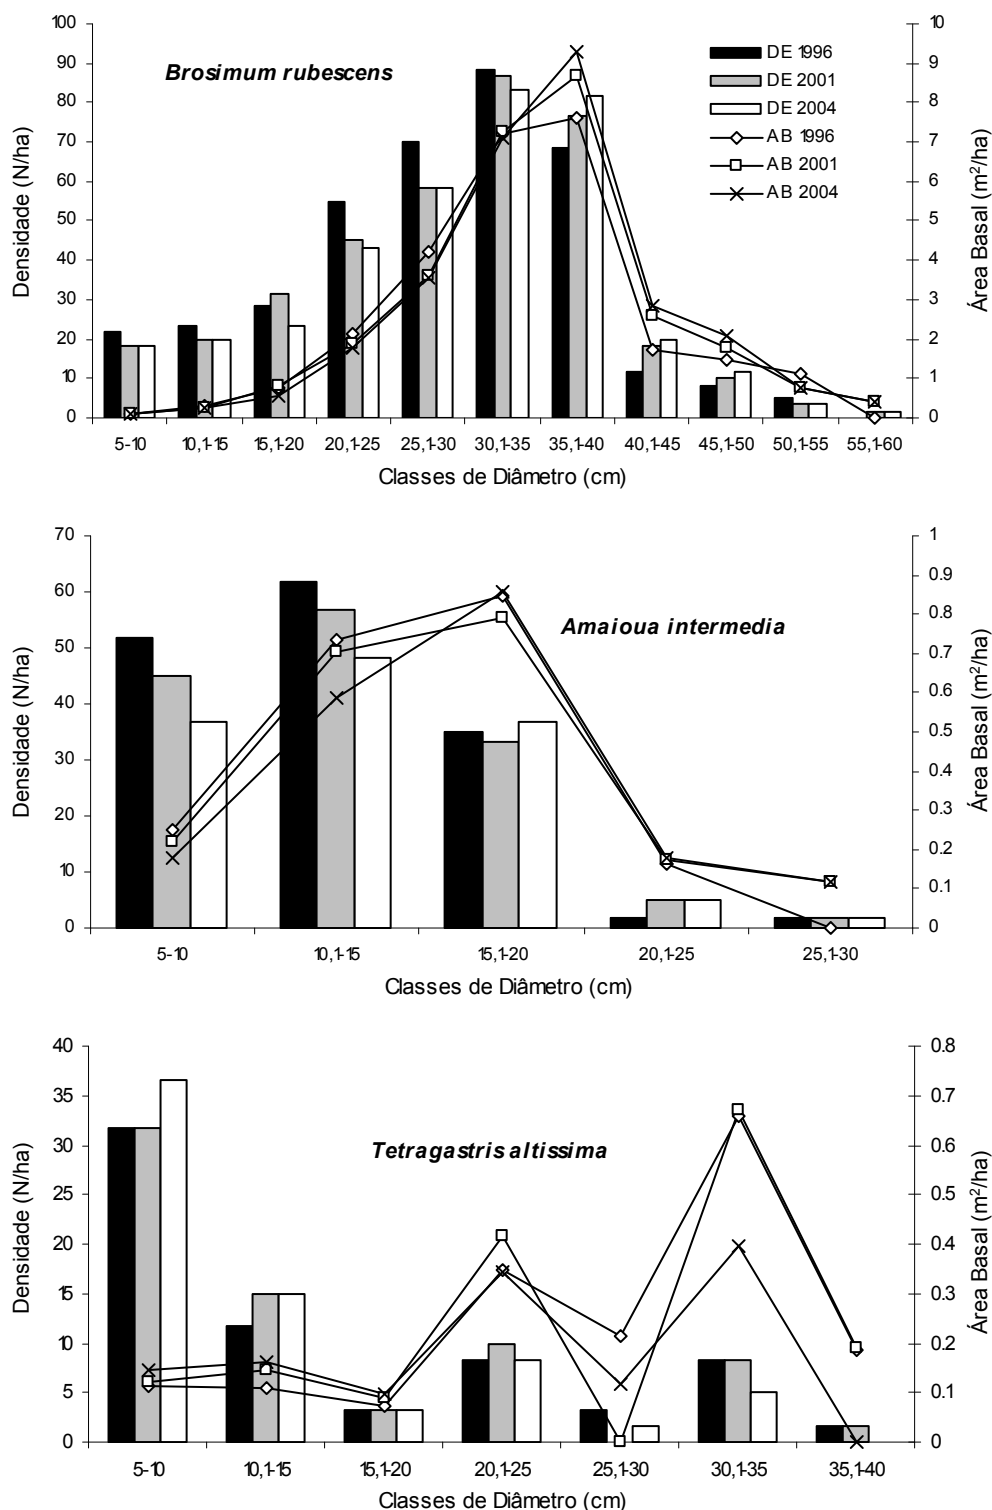 Brosimum rubescens
DE 1996
DE 2001
DE 2004
AB 1996
AB 2001
AB 2004
Densidade (N/ha)
100
90
80
70
60
50
40
30
20
10
0
Área Basal (m²/ha)
10
9
8
7
6
5
4
3
2
1
0
5-10 10,1-15 15,1-20 20,1-25 25,1-30 30,1-35 35,1-40 40,1-45 45,1-50 50,1-55 55,1-60
Classes de Diâmetro (cm)
Amaioua intermedia
Densidade (N/ha)
70
60
50
40
30
20
10
0
Área Basal (m²/ha)
1
0.9
0.8
0.7
0.6
0.5
0.4
0.3
0.2
0.1
0
5-10 10,1-15 15,1-20 20,1-25 25,1-30
Classes de Diâmetro (cm)
Tetragastris altissima
Densidade (N/ha)
40
35
30
25
20
15
10
5
0
Área Basal (m²/ha)
0.8
0.7
0.6
0.5
0.4
0.3
0.2
0.1
0
5-10 10,1-15 15,1-20 20,1-25 25,1-30 30,1-35 35,1-40
Classes de Diâmetro (cm)